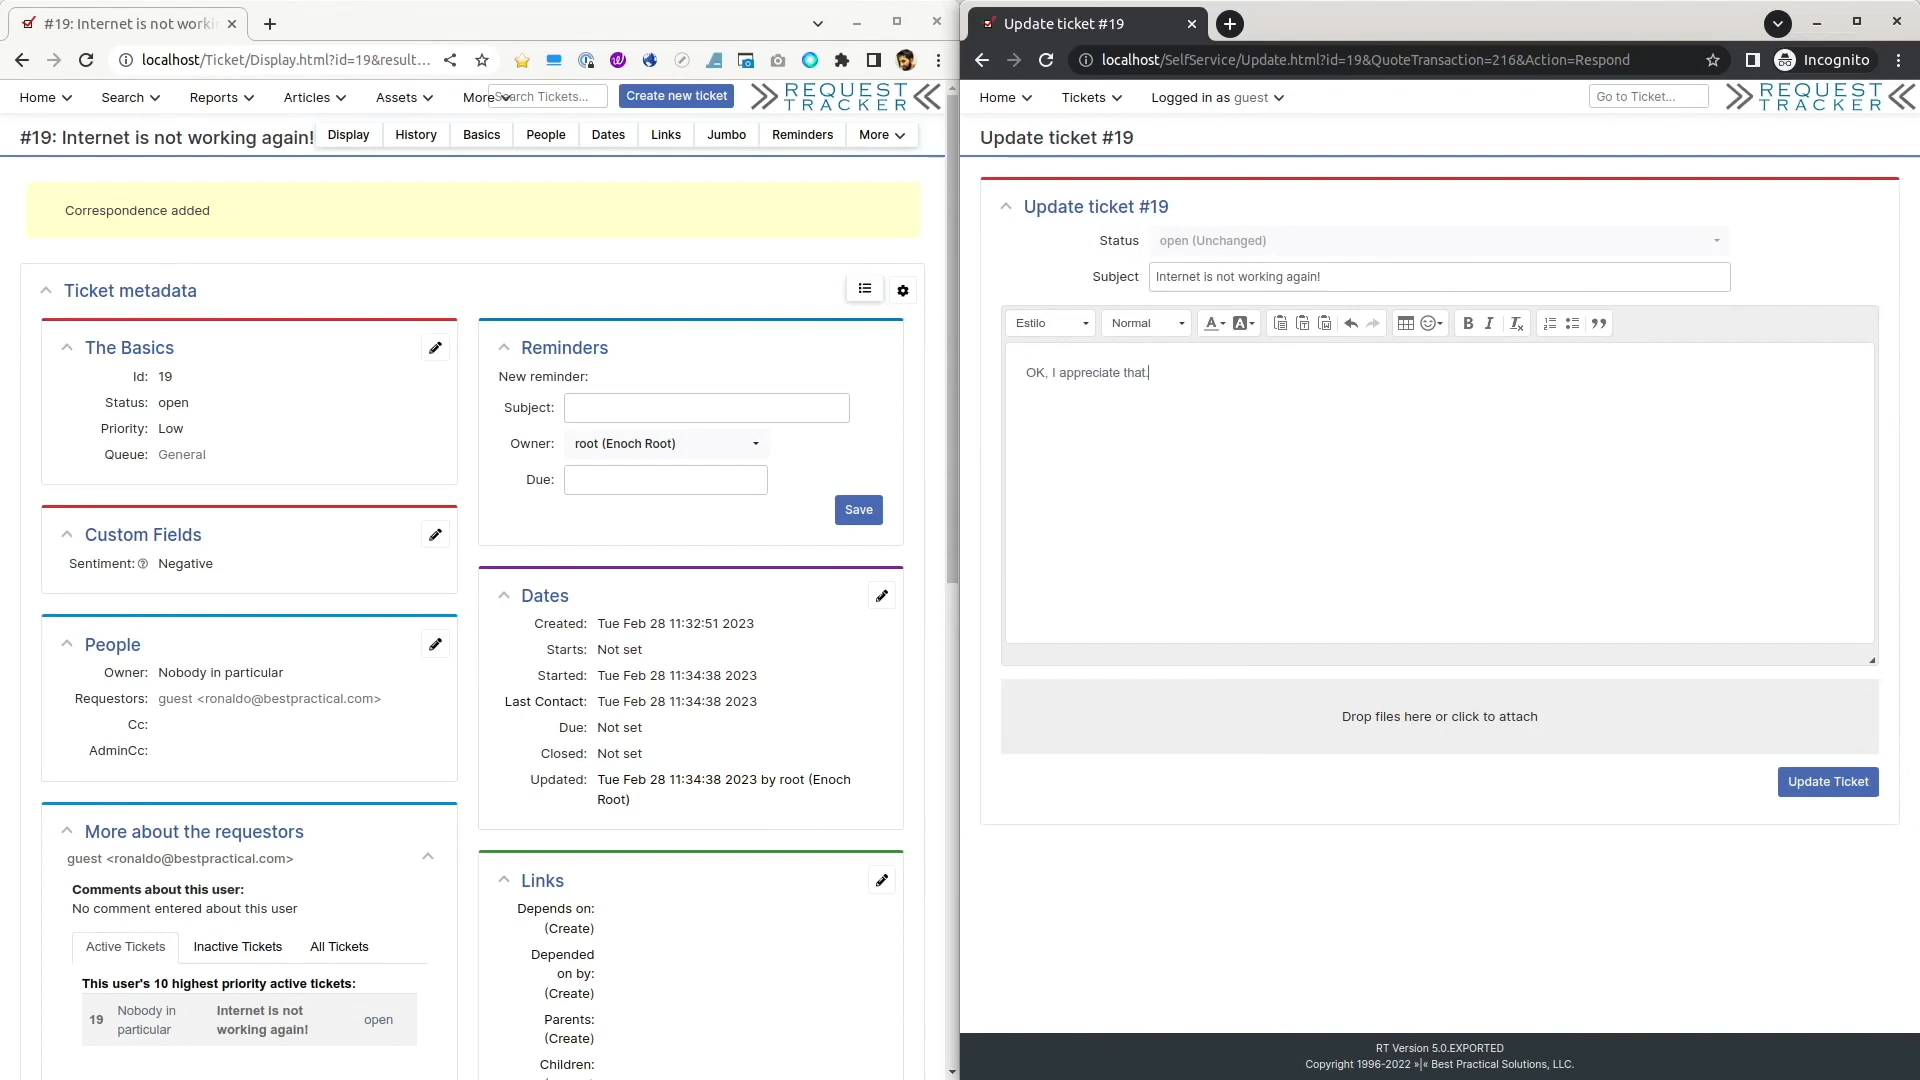 #19: Internet is not worki
localhost/Ticket/Display.html?id=19&result...
Home
Search
Reports
Articles
Assets
More
Search Tickets...
Create new ticket
REQUEST
TRACKER
#19: Internet is not working again!
Display
History
Basics
People
Dates
Links
Jumbo
Reminders
More
Correspondence added
Ticket metadata
The Basics
Id: 19
Status: open
Priority: Low
Queue: General
Custom Fields
Sentiment: Negative
People
Owner: Nobody in particular
Requestors: guest <ronaldo@bestpractical.com>
Cc:
AdminCc:
More about the requestors
guest <ronaldo@bestpractical.com>
Comments about this user:
No comment entered about this user
Active Tickets
Inactive Tickets
All Tickets
This user's 10 highest priority active tickets:
19 Nobody in particular Internet is not working again! open
Reminders
New reminder:
Subject:
Owner: root (Enoch Root)
Due:
Save
Dates
Created: Tue Feb 28 11:32:51 2023
Starts: Not set
Started: Tue Feb 28 11:34:38 2023
Last Contact: Tue Feb 28 11:34:38 2023
Due: Not set
Closed: Not set
Updated: Tue Feb 28 11:34:38 2023 by root (Enoch
Root)
Links
Depends on:
(Create)
Depended
on by:
(Create)
Parents:
(Create)
Children:
Update ticket #19
localhost/SelfService/Update.html?id=19&QuoteTransaction=216&Action=Respond
Incognito
Home
Tickets
Logged in as guest
Go to Ticket...
REQUEST
TRACKER
Update ticket #19
Update ticket #19
Status open (Unchanged)
Subject Internet is not working again!
Estilo
Normal
OK, I appreciate that.
Drop files here or click to attach
Update Ticket
RT Version 5.0.EXPORTED
Copyright 1996-2022 »|« Best Practical Solutions, LLC.